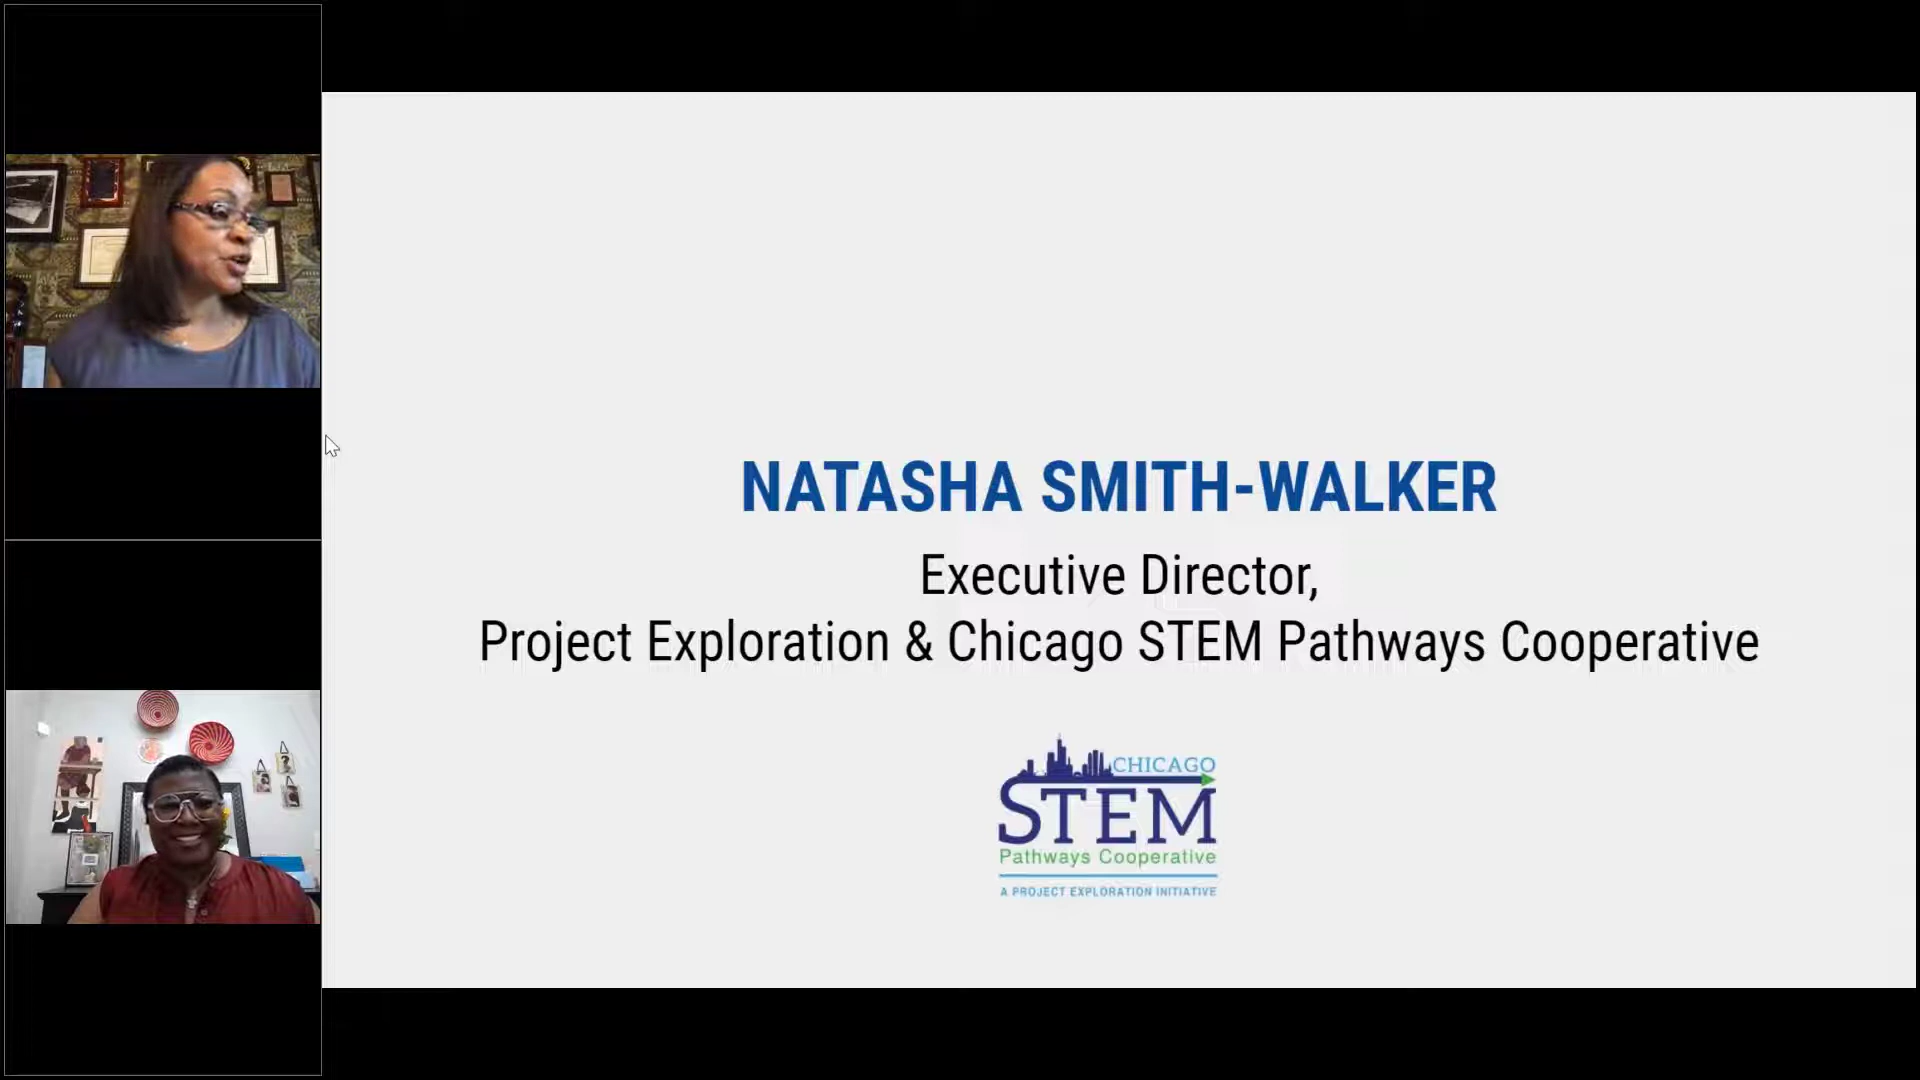 NATASHA SMITH-WALKER
Executive Director,
Project Exploration & Chicago STEM Pathways Cooperative
CHICAGO
STEM
Pathways Cooperative
A PROJECT EXPLORATION INITIATIVE